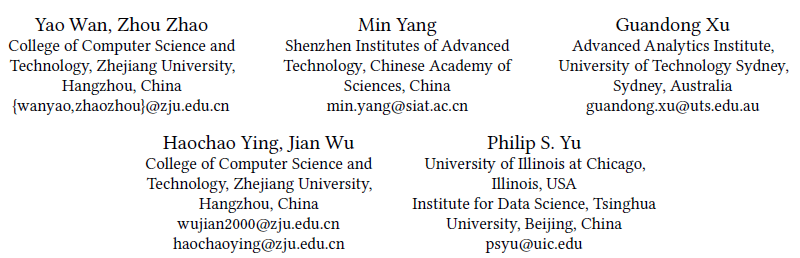 Yao Wan, Zhou Zhao
College of Computer Science and
Technology, Zhejiang University,
Hangzhou, China
{wanyao,zhaozhou}@zju.edu.cn
Min Yang
Shenzhen Institutes of Advanced
Technology, Chinese Academy of
Sciences, China
min.yang@siat.ac.cn
Guandong Xu
Advanced Analytics Institute,
University of Technology Sydney,
Sydney, Australia
guandong.xu@uts.edu.au
Haochao Ying, Jian Wu
College of Computer Science and
Technology, Zhejiang University,
Hangzhou, China
wujian2000@zju.edu.cn
haochaoying@zju.edu.cn
Philip S. Yu
University of Illinois at Chicago,
Illinois, USA
Institute for Data Science, Tsinghua
University, Beijing, China
psyu@uic.edu